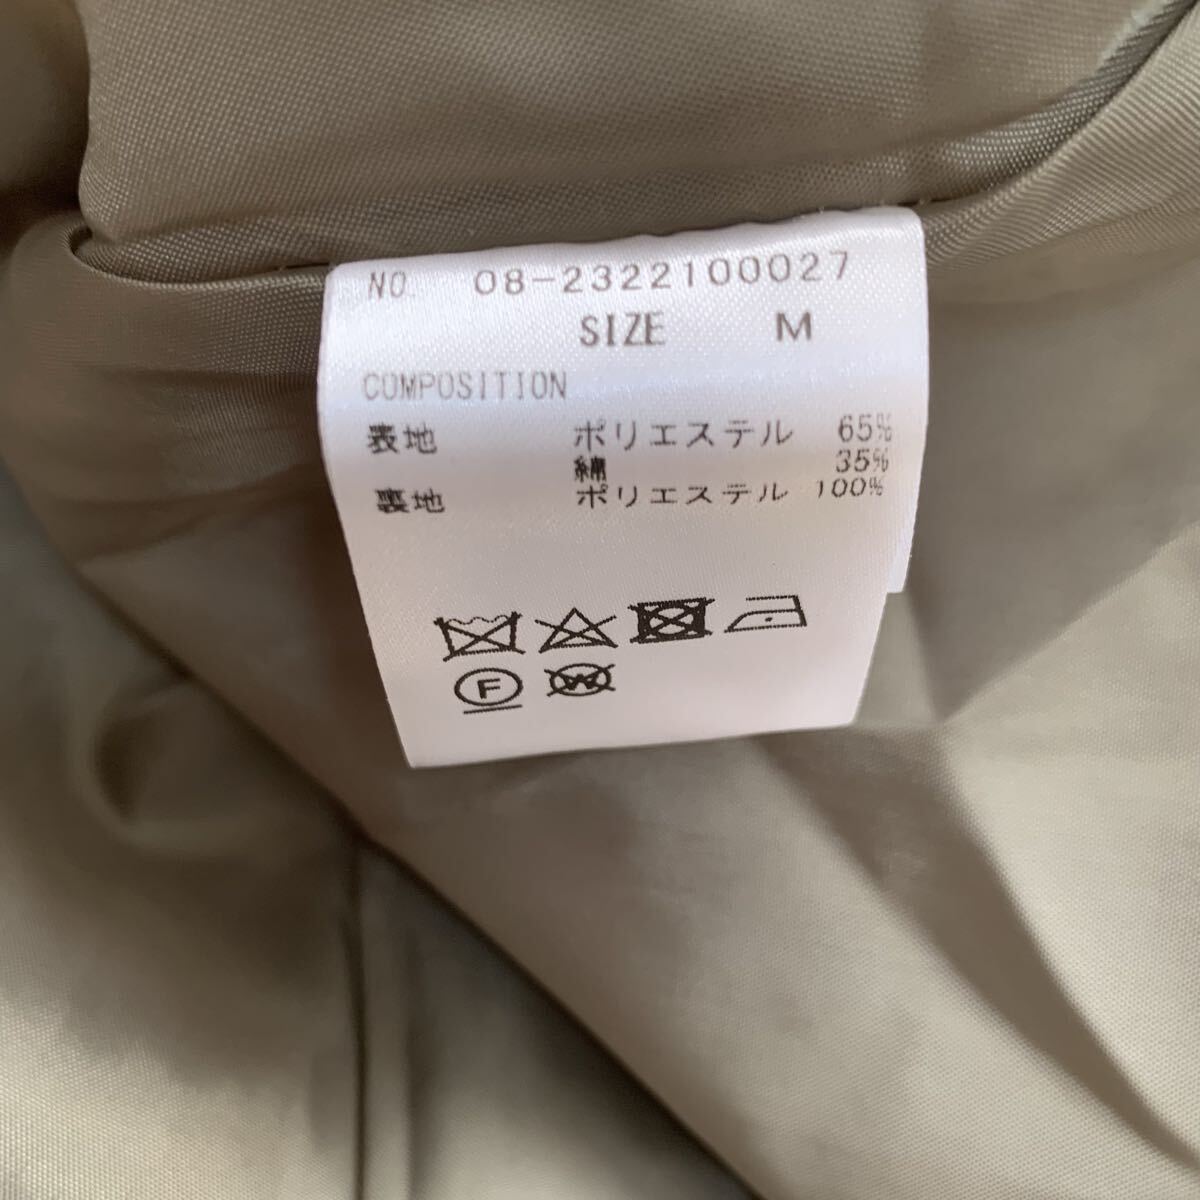 NO. 08-2322100027
SIZE M
COMPOSITION
表地 ポリエステル 65%
綿 35%
裏地 ポリエステル 100%
F
W